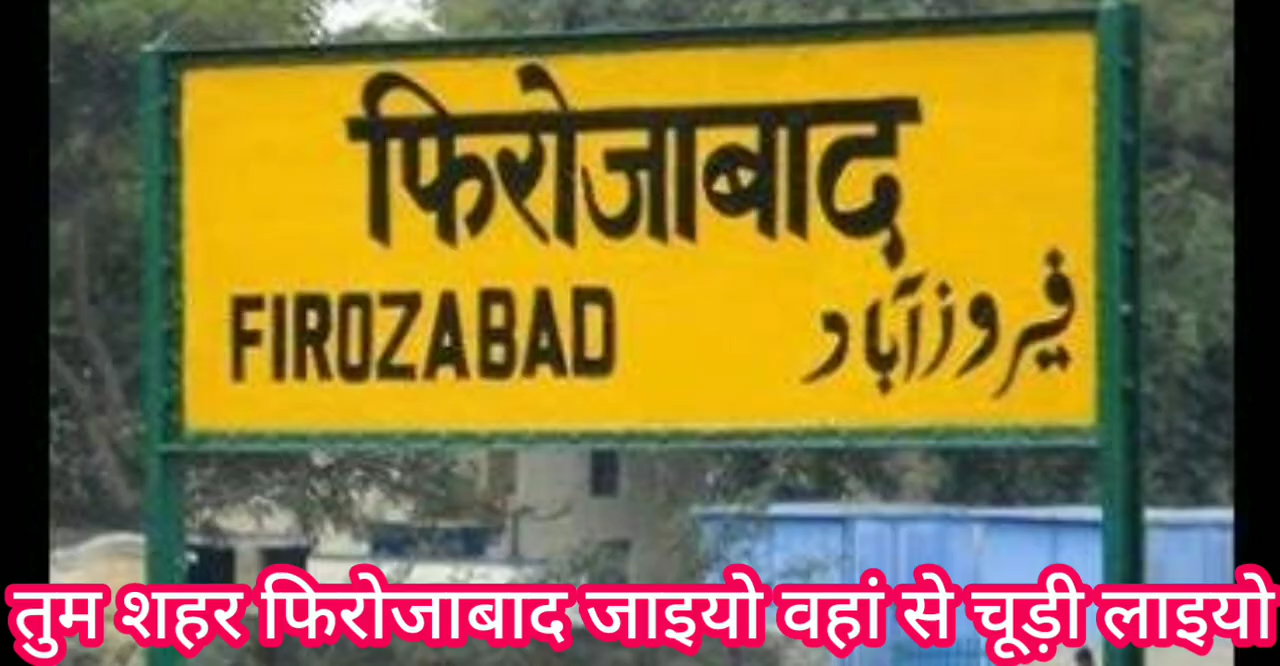 फिरोजाबाद
FIROZABAD
فیروزآباد
तुम शहर फिरोजाबाद जाइयो वहां से चूड़ी लाइयो